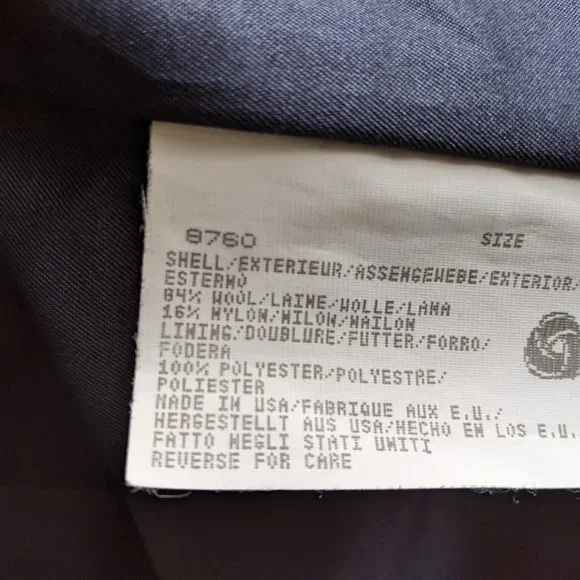 8760 SIZE
SHELL/EXTERIEUR/ASSENGEWEBE/EXTERIOR/
ESTERNO
84% WOOL/LAINE/WOLLE/LANA
16% NYLON/NILON/NAILON
LINING/DOUBLURE/FUTTER/FORRO/
FODERA
100% POLYESTER/POLYESTRE/
POLIESTER
MADE IN USA/FABRIQUE AUX E.U./
HERGESTELLT AUS USA/HECHO EN LOS E.U.
FATTO NEGLI STATI UNITI
REVERSE FOR CARE